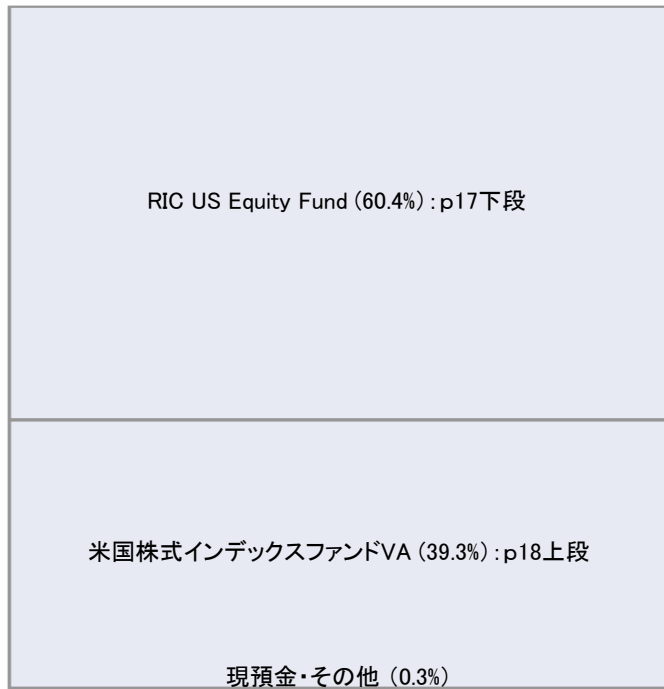 RIC US Equity Fund (60.4%)：p17下段
米国株式インデックスファンドVA (39.3%)：p18上段
現預金・その他 (0.3%)